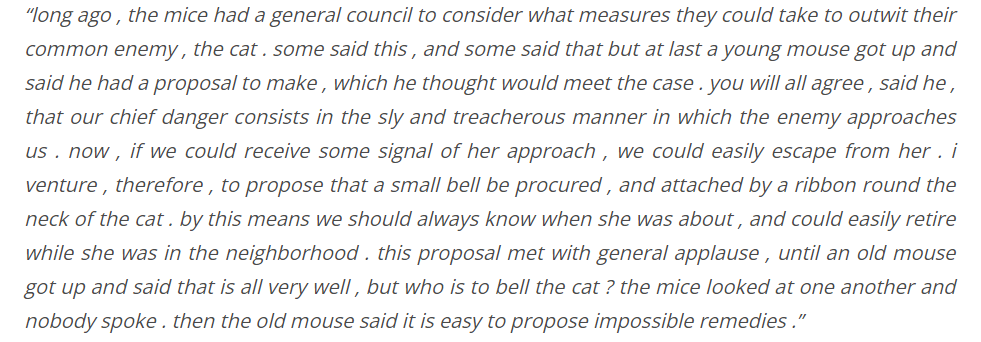 “long ago , the mice had a general council to consider what measures they could take to outwit their
common enemy , the cat . some said this , and some said that but at last a young mouse got up and
said he had a proposal to make , which he thought would meet the case . you will all agree , said he ,
that our chief danger consists in the sly and treacherous manner in which the enemy approaches
us . now , if we could receive some signal of her approach , we could easily escape from her . i
venture , therefore , to propose that a small bell be procured , and attached by a ribbon round the
neck of the cat . by this means we should always know when she was about , and could easily retire
while she was in the neighborhood . this proposal met with general applause , until an old mouse
got up and said that is all very well , but who is to bell the cat ? the mice looked at one another and
nobody spoke . then the old mouse said it is easy to propose impossible remedies .”